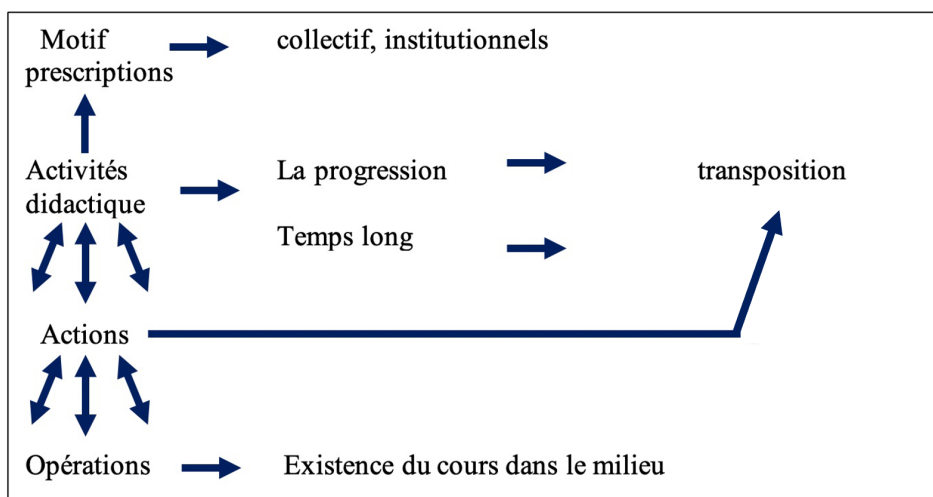 Motif
prescriptions
collectif, institutionnels
Activités
didactique
La progression
transposition
Temps long
Actions
Opérations
Existence du cours dans le milieu